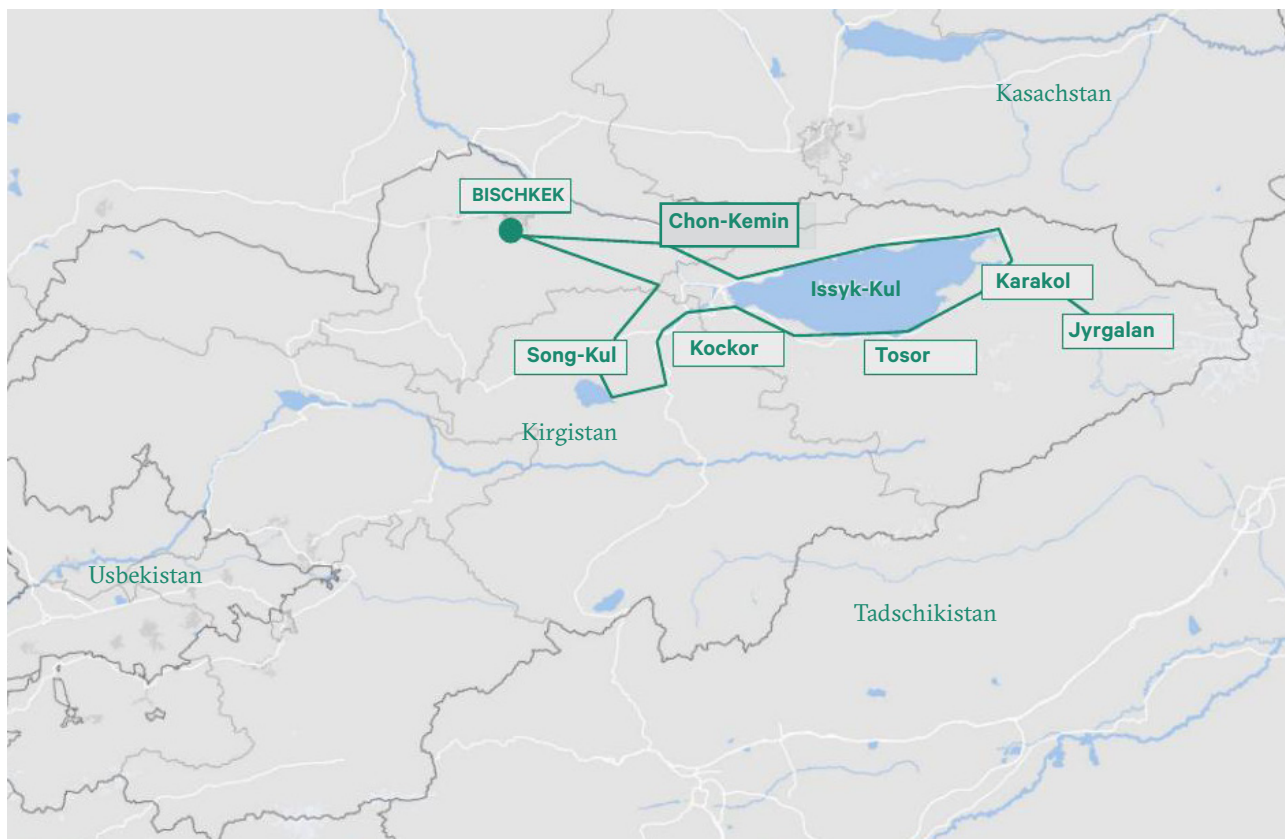 Kasachstan
BISCHKEK
Chon-Kemin
Issyk-Kul
Karakol
Jyrgalan
Song-Kul
Kockor
Tosor
Kirgistan
Usbekistan
Tadschikistan